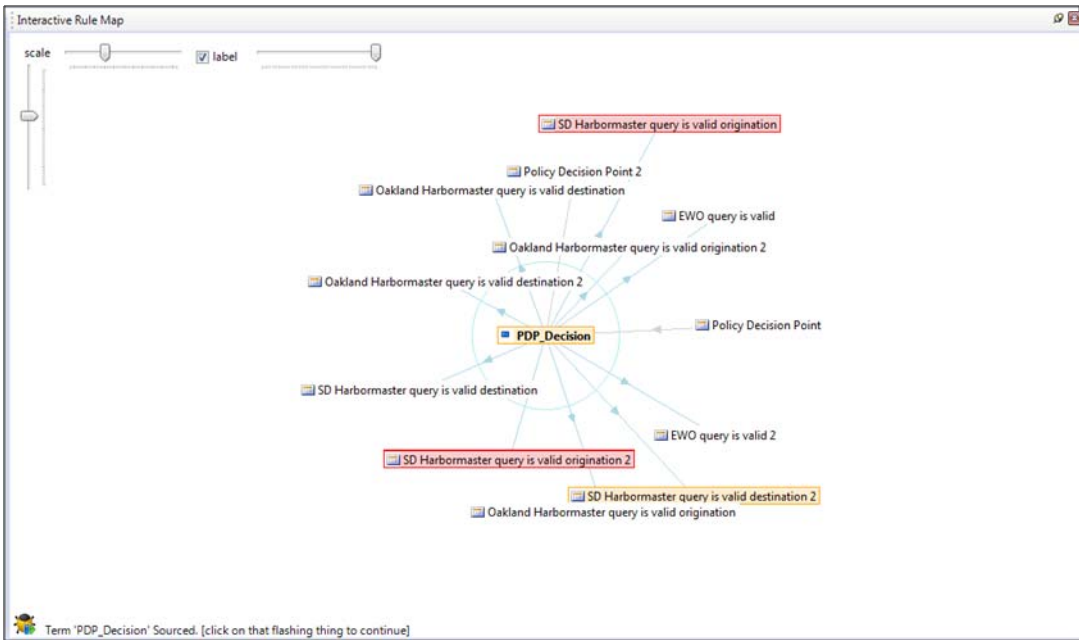 Interactive Rule Map
scale
label
SD Harbormaster query is valid origination
Policy Decision Point 2
Oakland Harbormaster query is valid destination
EWO query is valid
Oakland Harbormaster query is valid origination 2
Oakland Harbormaster query is valid destination 2
Policy Decision Point
PDP_Decision
SD Harbormaster query is valid destination
EWO query is valid 2
SD Harbormaster query is valid origination 2
SD Harbormaster query is valid destination 2
Oakland Harbormaster query is valid origination
Term 'PDP_Decision' Sourced. [click on that flashing thing to continue]